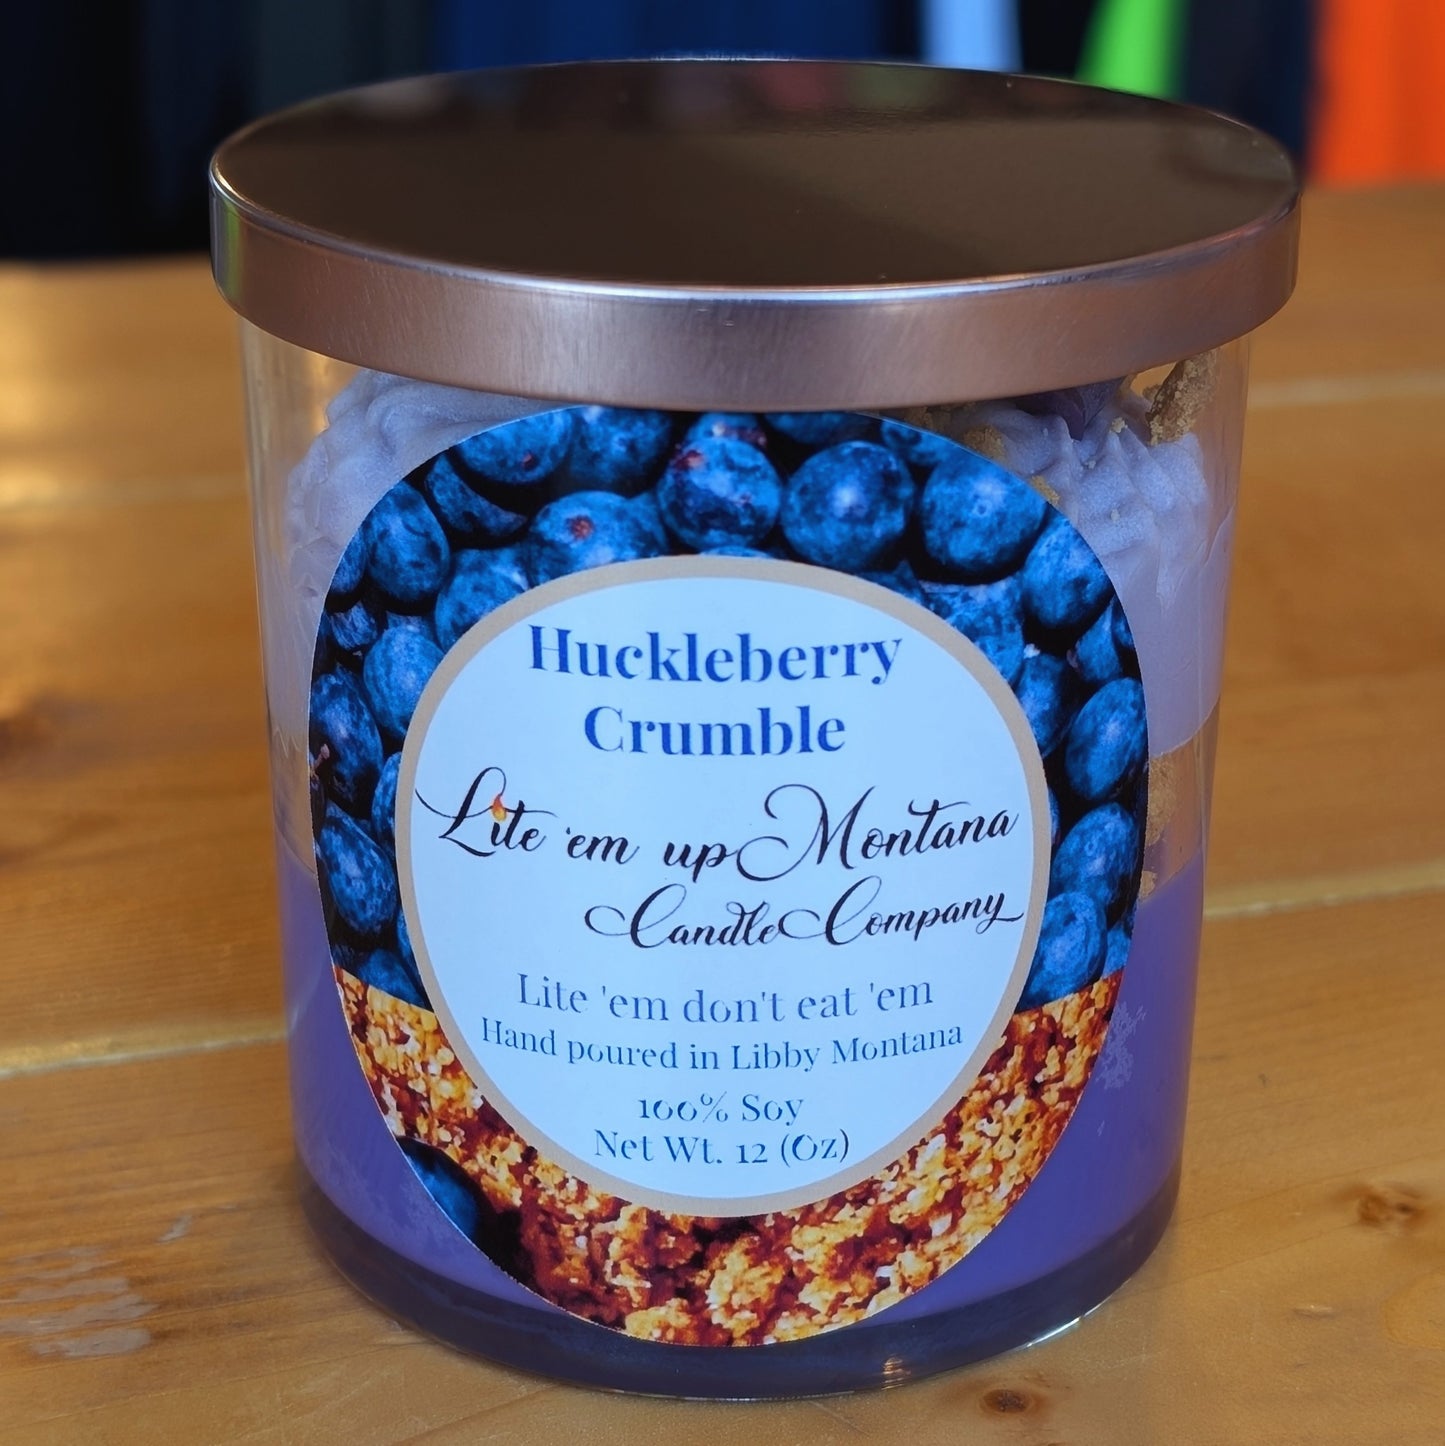 Huckleberry
Crumble
Lite 'em up Montana
Candle Company
Lite 'em don't eat 'em
Hand poured in Libby Montana
100% Soy
Net Wt. 12 (Oz)